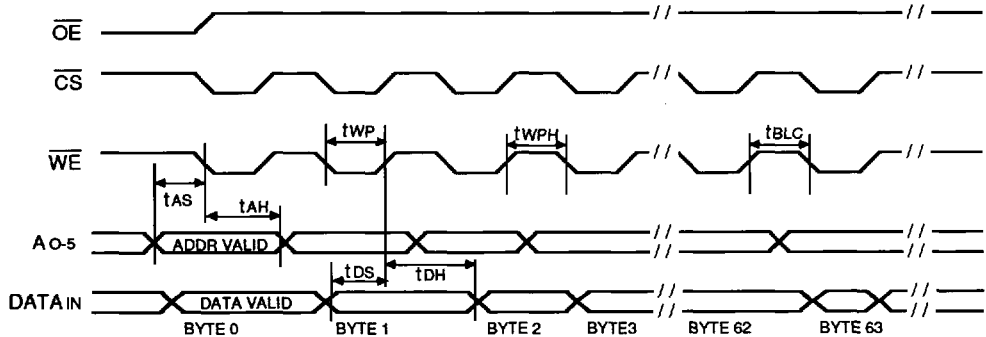 OE
CS
tWP
tWPH
tBLC
WE
tAS
tAH
A0-5
ADDR VALID
tDS
tDH
DATA IN
DATA VALID
BYTE 0
BYTE 1
BYTE 2
BYTE3
BYTE 62
BYTE 63